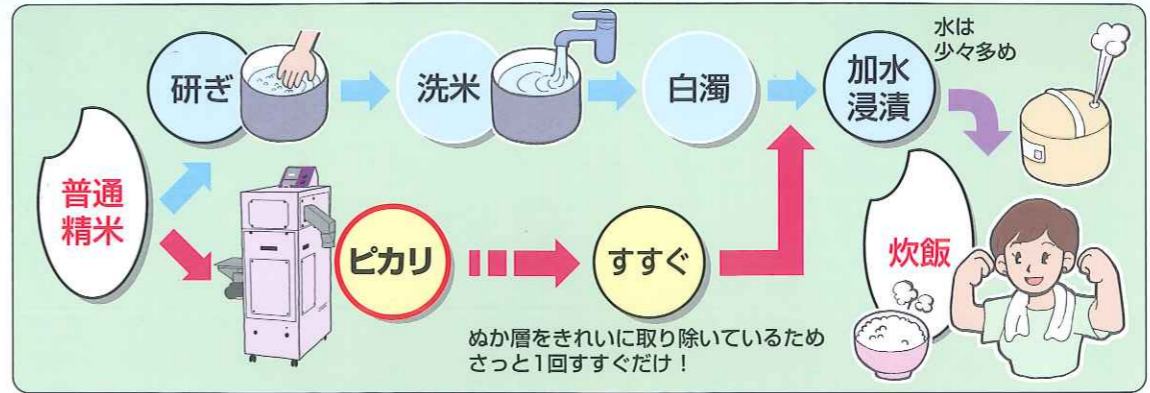 普通
精米
研ぎ
洗米
白濁
加水
浸漬
水は
少々多め
ピカリ
すすぐ
ぬか層をきれいに取り除いているため
さっと1回すすぐだけ！
炊飯